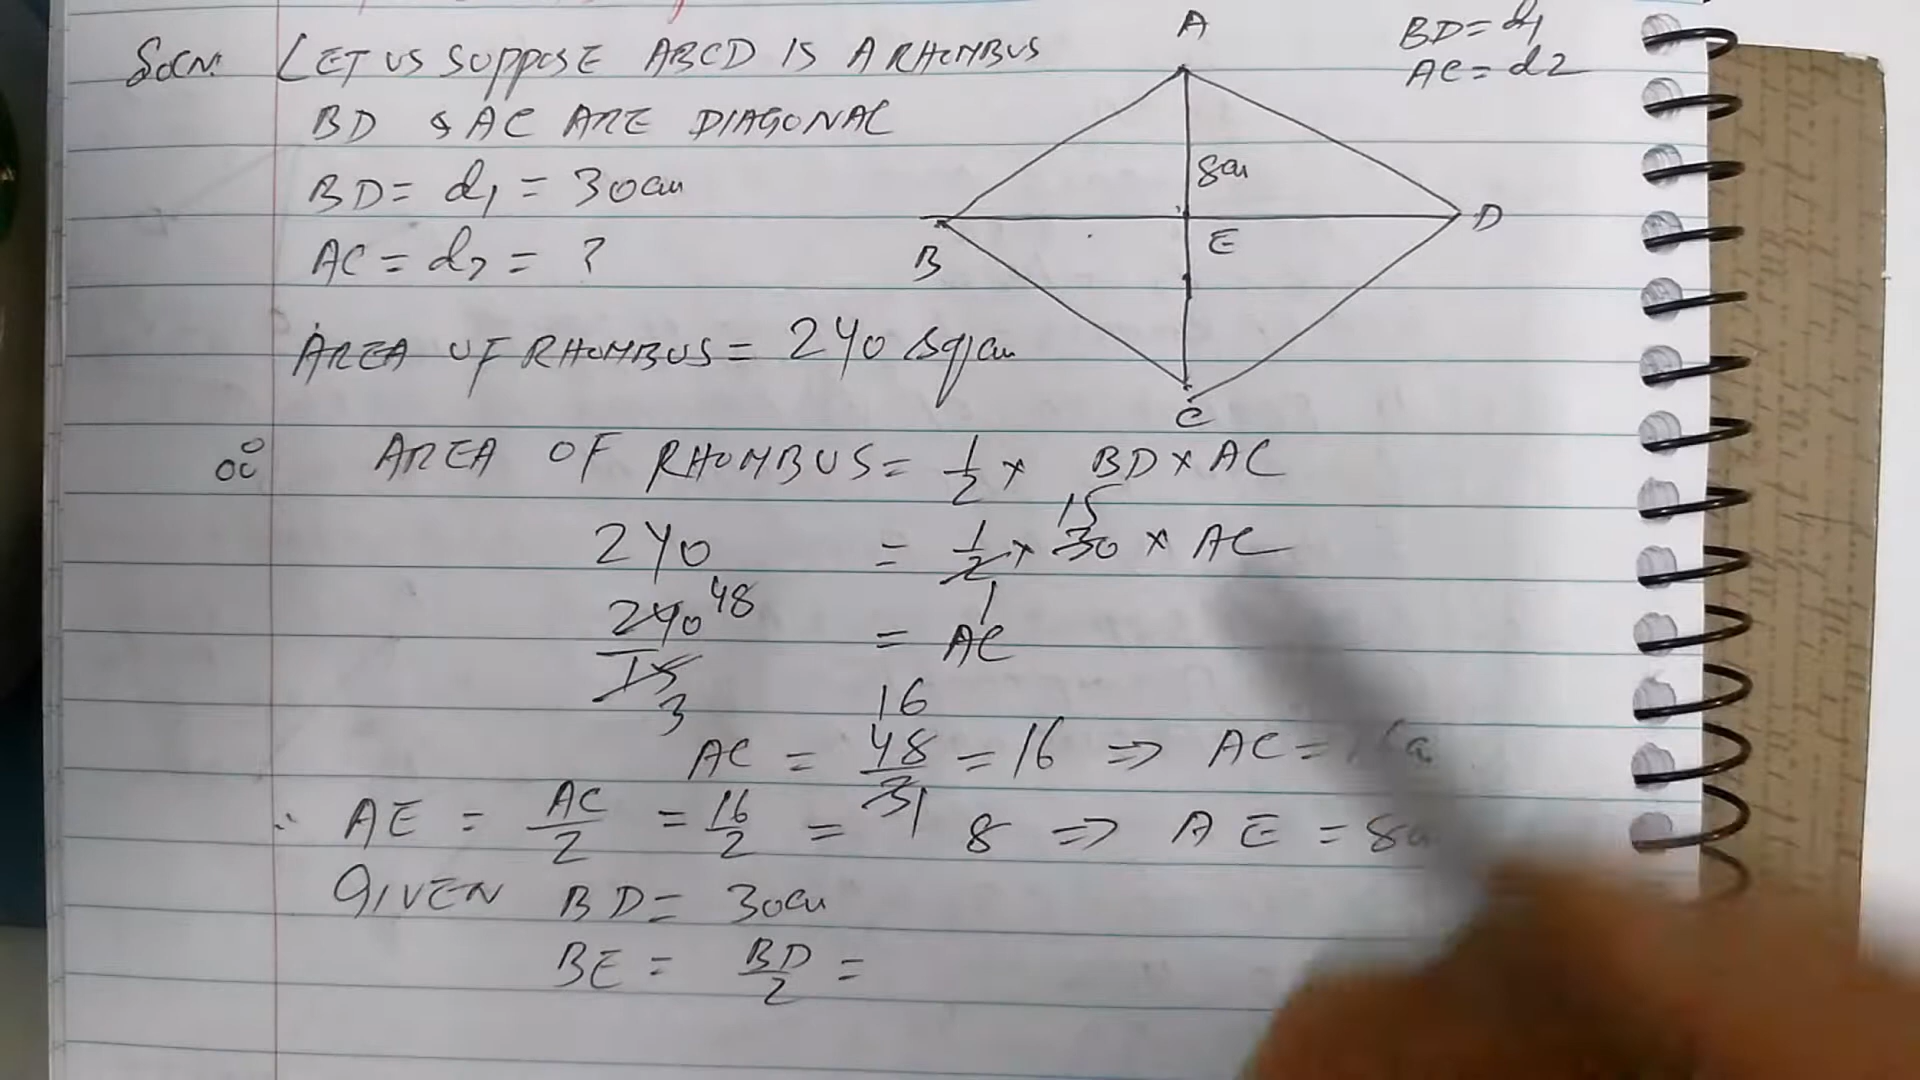 SOLN: LET US SUPPOSE ABCD IS A RHOMBUS
BD & AC ARE DIAGONAL
BD = d1 = 30cm
AC = d2 = ?
AREA OF RHOMBUS = 240 sqcm
A
BD = d1
AC = d2
8cm
B
E
D
C
AREA OF RHOMBUS = 1/2 × BD × AC
15
240 = 1/2 × 30 × AC
1
240 48
/15 = AC
3
16
AC = 48/3 = 16 ⇒ AC =
1
∴ AE = AC/2 = 16/2 = 8 ⇒ AE = 8
GIVEN BD = 30cm
BE = BD/2 =